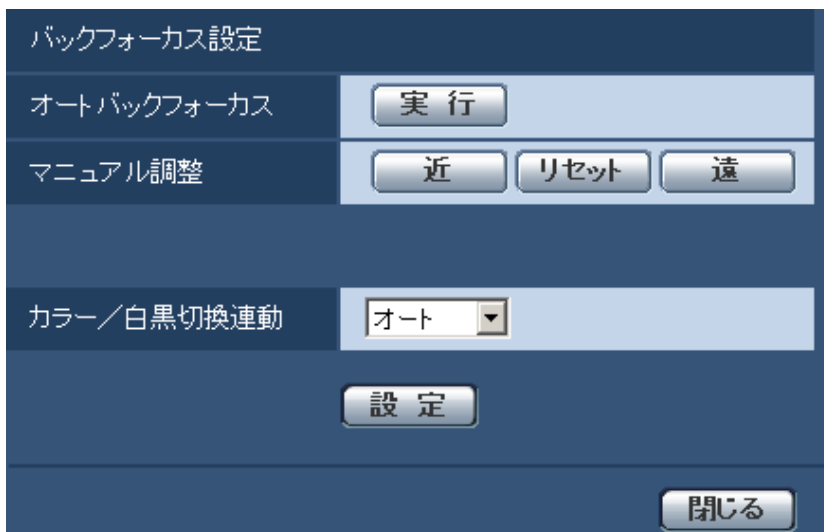 バックフォーカス設定
オートバックフォーカス 実 行
マニュアル調整 近 リセット 遠
カラー／白黒切換連動 オート
設 定
閉じる